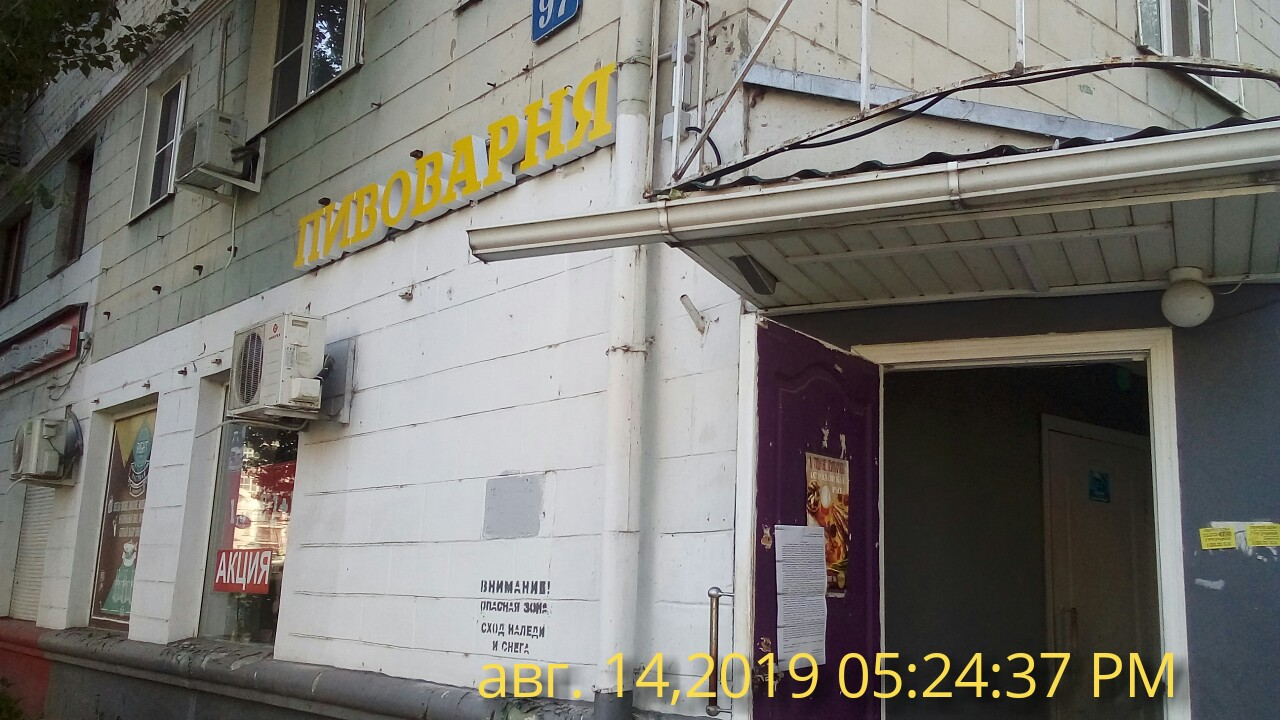 97
ПИВОВАРНЯ
АКЦИЯ
ВНИМАНИЕ!
ОПАСНАЯ ЗОНА
СХОД НАЛЕДИ
И СНЕГА
авг. 14,2019 05:24:37 PM